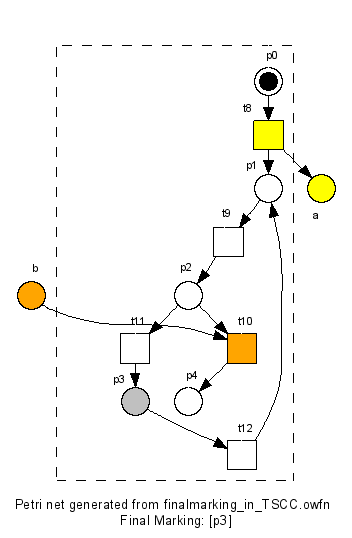 p0
t8
p1
a
t9
b
p2
t11
t10
p3
p4
t12
Petri net generated from finalmarking_in_TSCC.owfn
Final Marking: [p3]